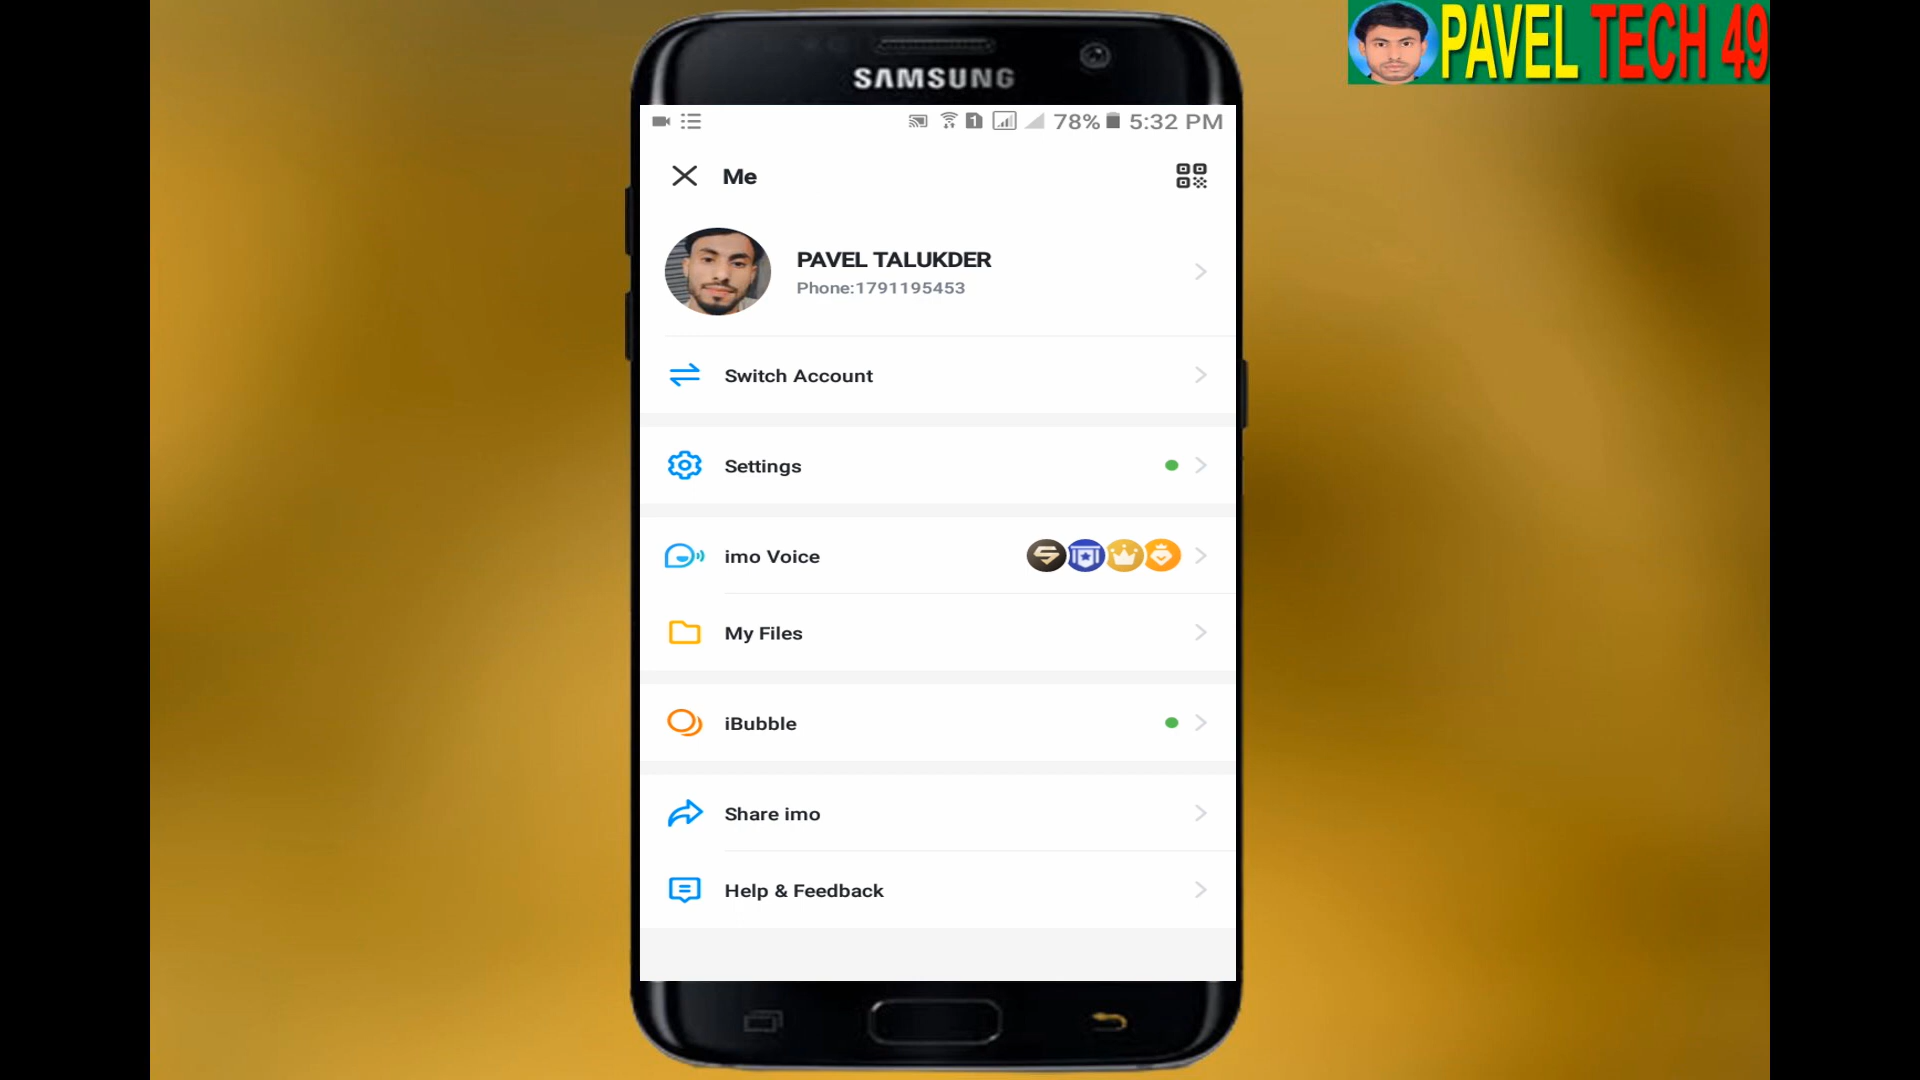 PAVEL TECH 49
SAMSUNG
78% 5:32 PM
Me
PAVEL TALUKDER
Phone:1791195453
Switch Account
Settings
imo Voice
My Files
iBubble
Share imo
Help & Feedback